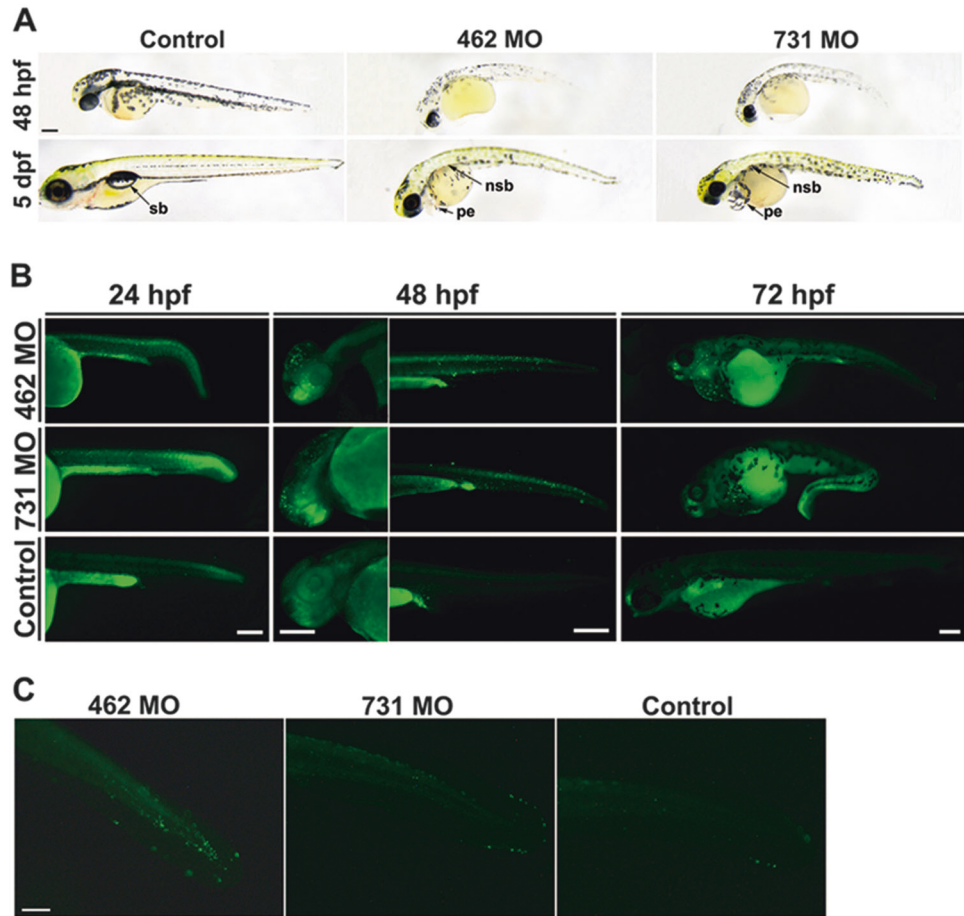 A
Control 462 MO 731 MO
48 hpf
5 dpf
sb
nsb
pe
nsb
pe
B
24 hpf 48 hpf 72 hpf
462 MO
731 MO
Control
C
462 MO 731 MO Control